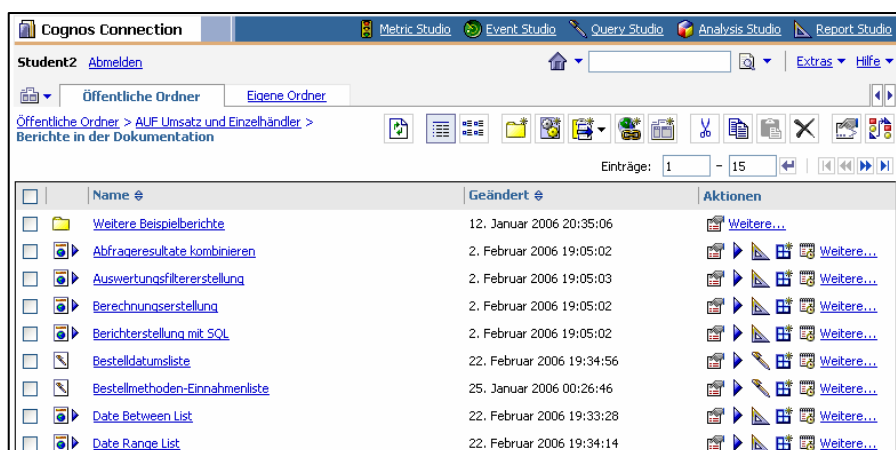 Cognos Connection Metric Studio Event Studio Query Studio Analysis Studio Report Studio
Student2 Abmelden Extras Hilfe
Öffentliche Ordner Eigene Ordner
Öffentliche Ordner > AUF Umsatz und Einzelhändler >
Berichte in der Dokumentation
Einträge: 1 - 15
Name Geändert Aktionen
Weitere Beispielberichte 12. Januar 2006 20:35:06 Weitere...
Abfrageresultate kombinieren 2. Februar 2006 19:05:02 Weitere...
Auswertungsfiltererstellung 2. Februar 2006 19:05:03 Weitere...
Berechnungserstellung 2. Februar 2006 19:05:02 Weitere...
Berichterstellung mit SQL 2. Februar 2006 19:05:02 Weitere...
Bestelldatumsliste 22. Februar 2006 19:34:56 Weitere...
Bestellmethoden-Einnahmenliste 25. Januar 2006 00:26:46 Weitere...
Date Between List 22. Februar 2006 19:33:28 Weitere...
Date Range List 22. Februar 2006 19:34:14 Weitere...